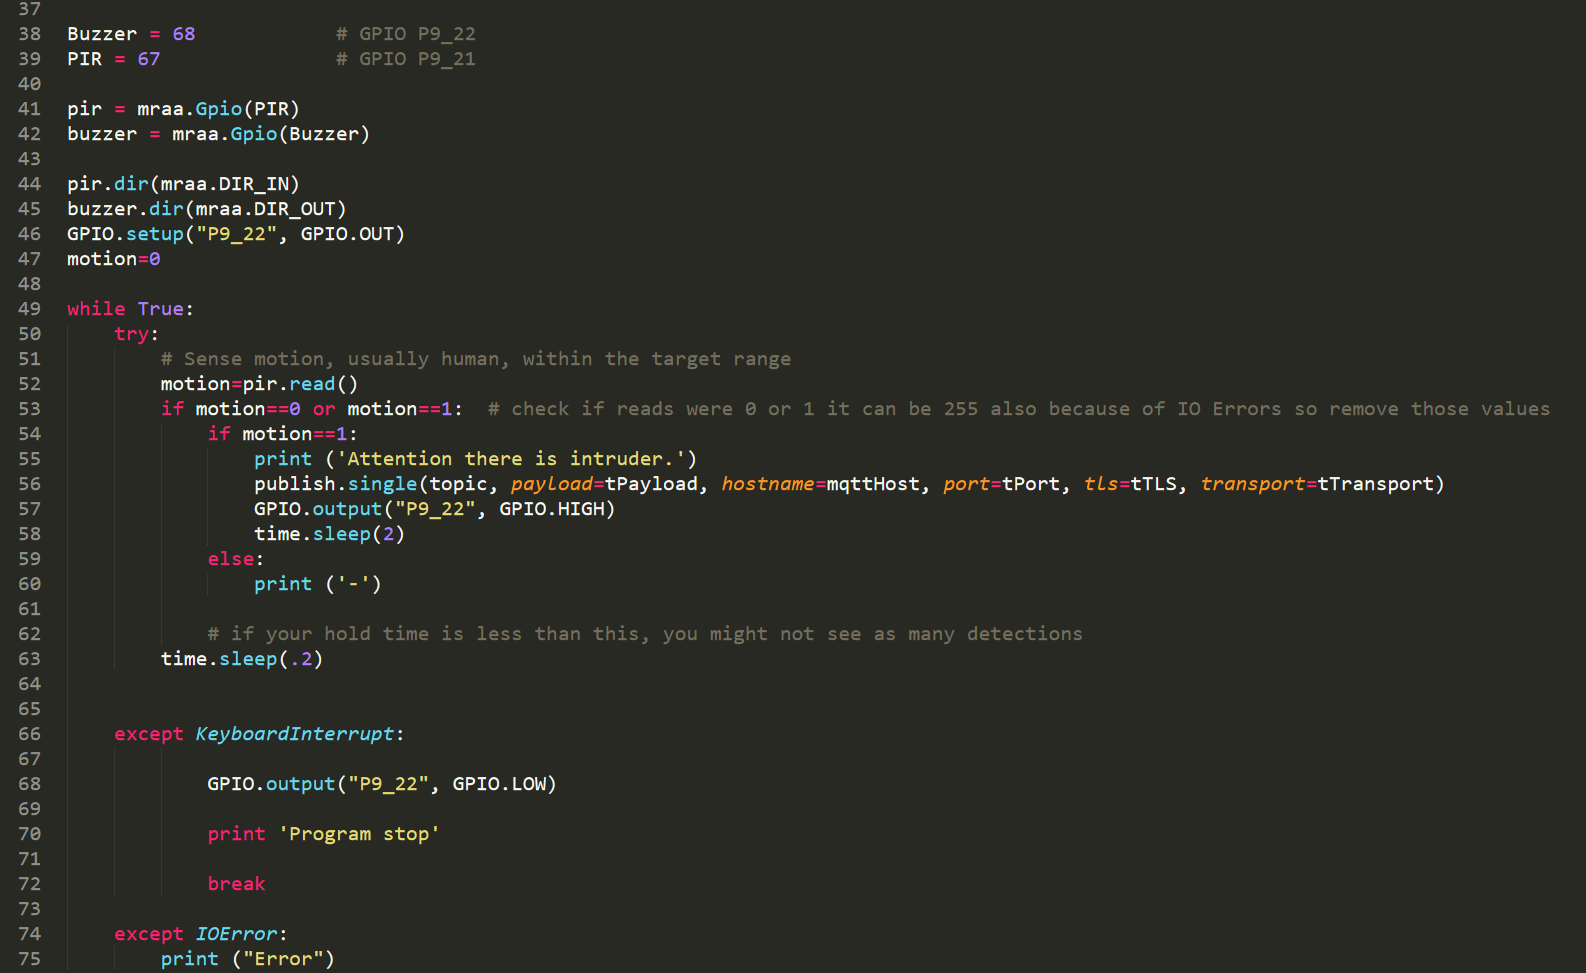 37
38 Buzzer = 68 # GPIO P9_22
39 PIR = 67 # GPIO P9_21
40
41 pir = mraa.Gpio(PIR)
42 buzzer = mraa.Gpio(Buzzer)
43
44 pir.dir(mraa.DIR_IN)
45 buzzer.dir(mraa.DIR_OUT)
46 GPIO.setup("P9_22", GPIO.OUT)
47 motion=0
48
49 while True:
50 try:
51 # Sense motion, usually human, within the target range
52 motion=pir.read()
53 if motion==0 or motion==1: # check if reads were 0 or 1 it can be 255 also because of IO Errors so remove those values
54 if motion==1:
55 print ('Attention there is intruder.')
56 publish.single(topic, payload=tPayload, hostname=mqttHost, port=tPort, tls=tTLS, transport=tTransport)
57 GPIO.output("P9_22", GPIO.HIGH)
58 time.sleep(2)
59 else:
60 print ('-')
61
62 # if your hold time is less than this, you might not see as many detections
63 time.sleep(.2)
64
65
66 except KeyboardInterrupt:
67
68 GPIO.output("P9_22", GPIO.LOW)
69
70 print 'Program stop'
71
72 break
73
74 except IOError:
75 print ("Error")